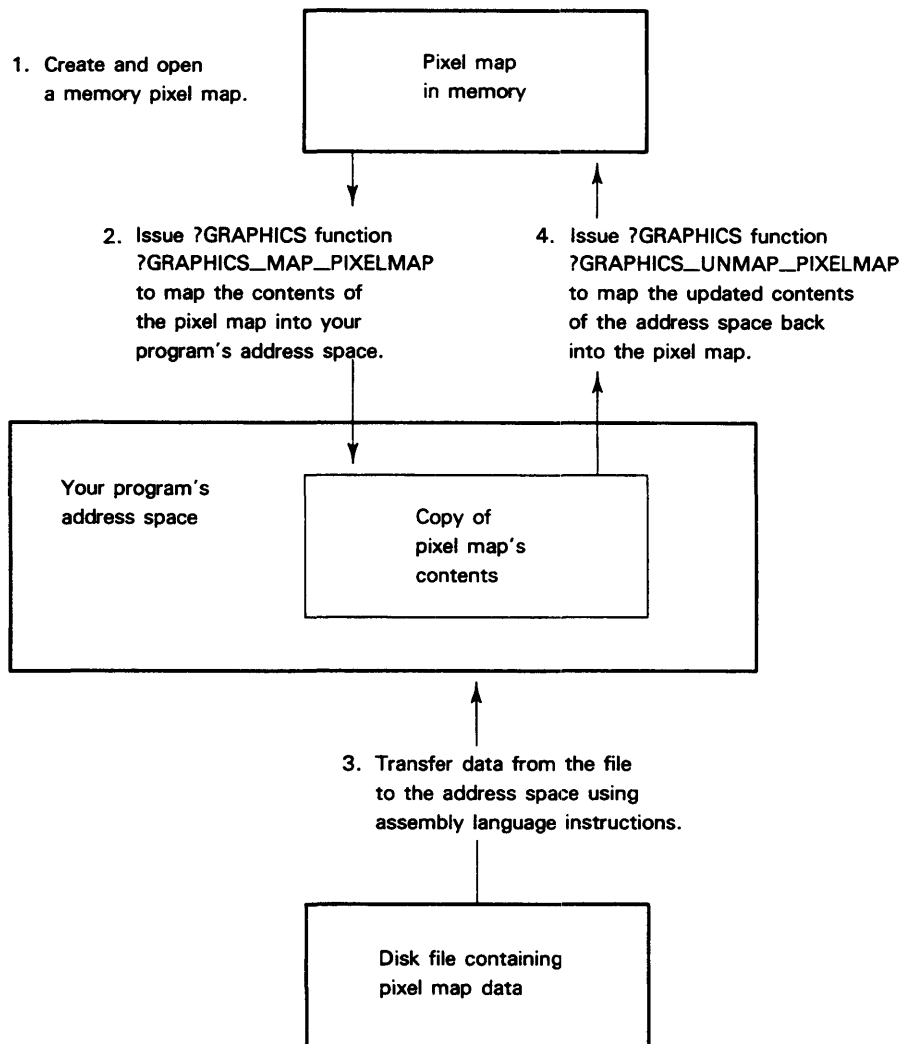 1. Create and open
a memory pixel map.
Pixel map
in memory
2. Issue ?GRAPHICS function
?GRAPHICS__MAP__PIXELMAP
to map the contents of
the pixel map into your
program's address space.
4. Issue ?GRAPHICS function
?GRAPHICS__UNMAP__PIXELMAP
to map the updated contents
of the address space back
into the pixel map.
Your program's
address space
Copy of
pixel map's
contents
3. Transfer data from the file
to the address space using
assembly language instructions.
Disk file containing
pixel map data